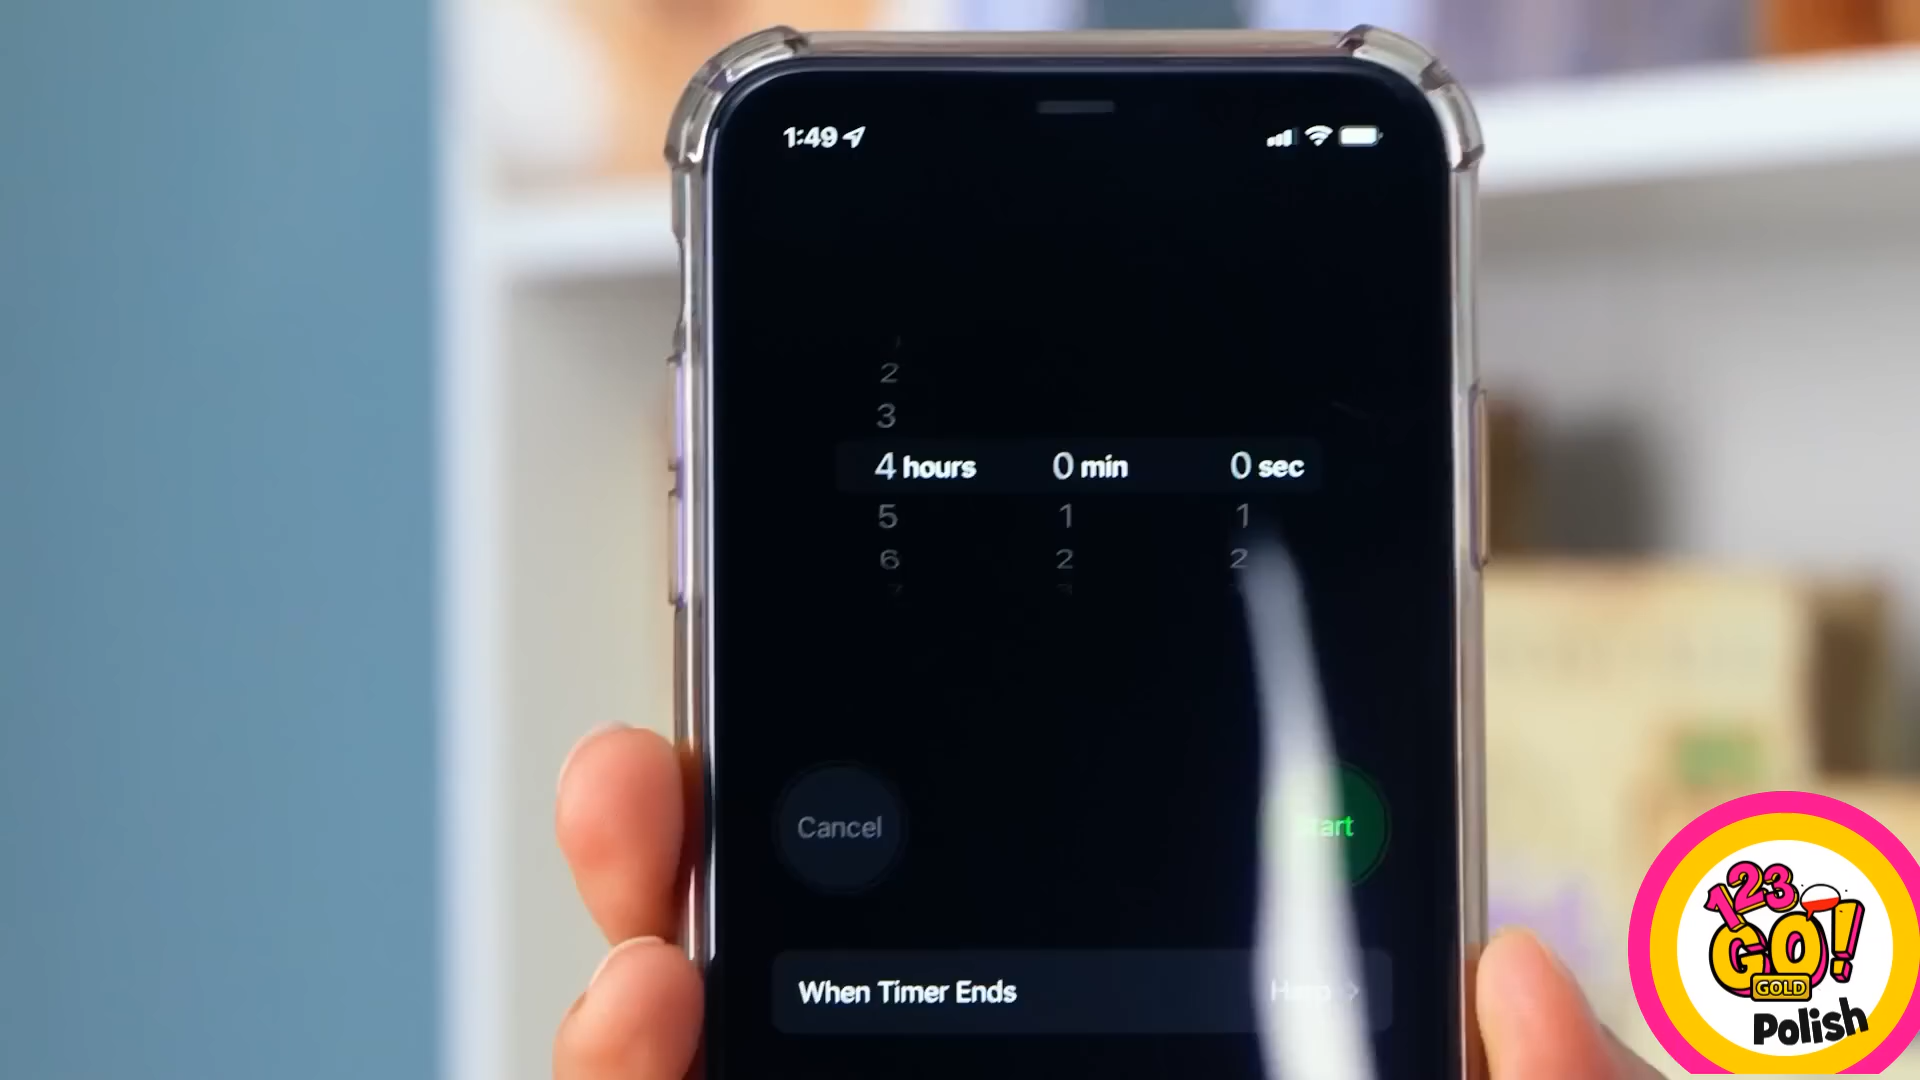 1:49
2
3
4 hours 0 min 0 sec
5 1 1
6 2 2
Cancel
When Timer Ends
123
GO!
GOLD
Polish